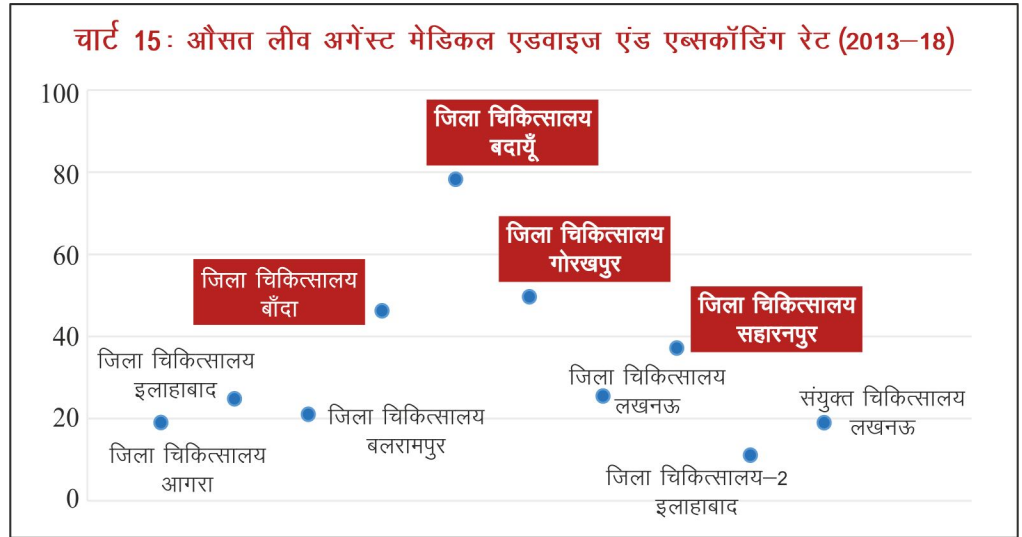 चार्ट 15: औसत लीव अगेंस्ट मेडिकल एडवाइज एंड एब्सकॉडिंग रेट (2013–18)
100
80
60
40
20
0
जिला चिकित्सालय
बदायूँ
जिला चिकित्सालय
गोरखपुर
जिला चिकित्सालय
बाँदा
जिला चिकित्सालय
सहारनपुर
जिला चिकित्सालय
इलाहाबाद
जिला चिकित्सालय
लखनऊ
संयुक्त चिकित्सालय
लखनऊ
जिला चिकित्सालय
बलरामपुर
जिला चिकित्सालय
आगरा
जिला चिकित्सालय–2
इलाहाबाद